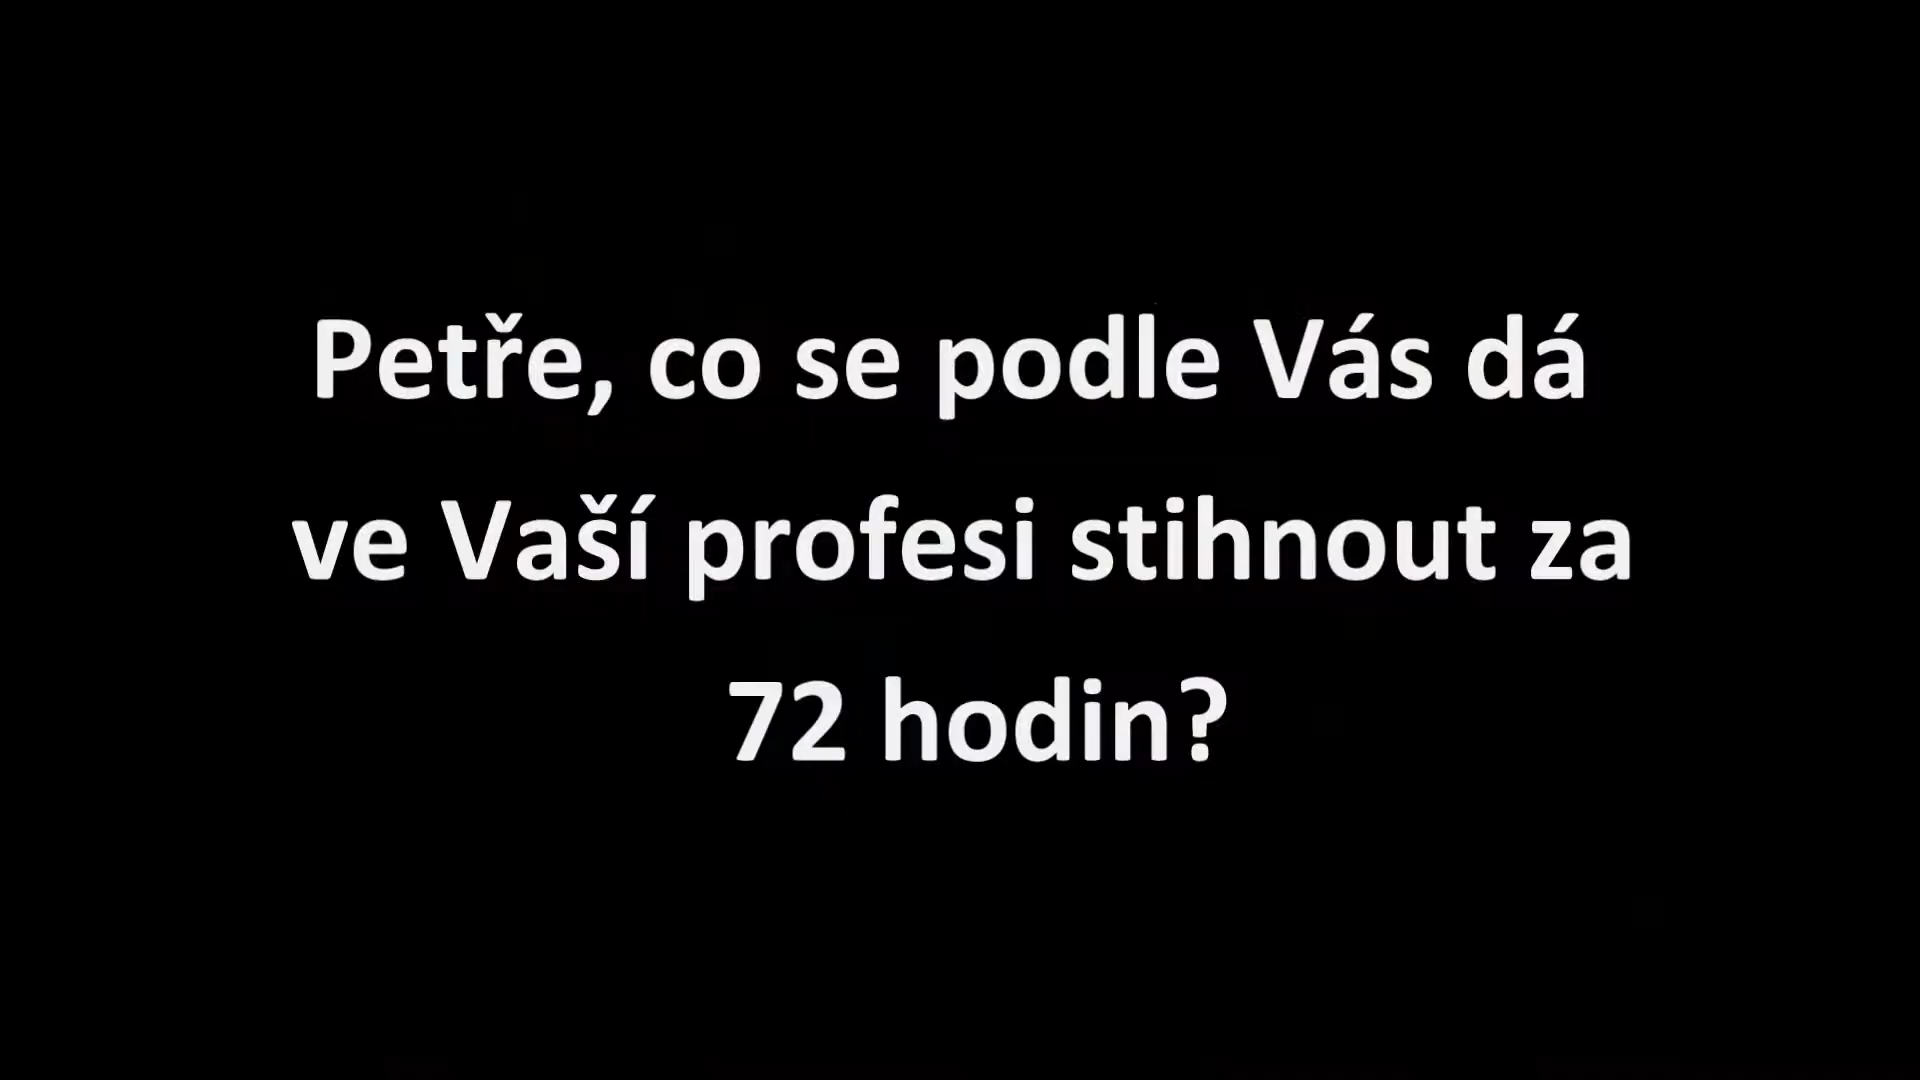 Petře, co se podle Vás dá
ve Vaší profesi stihnout za
72 hodin?